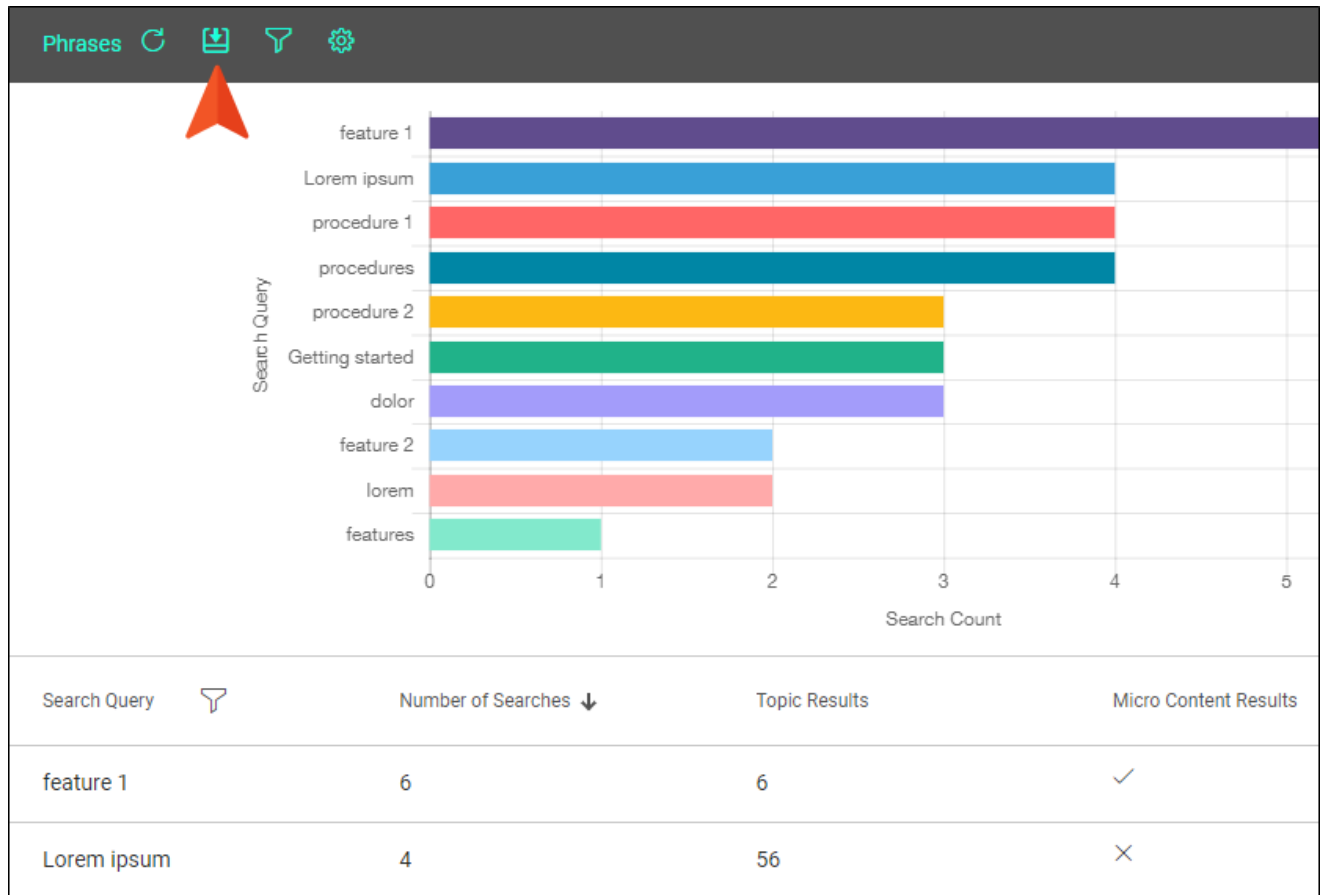 Phrases
feature 1
Lorem ipsum
procedure 1
procedures
procedure 2
Getting started
dolor
feature 2
lorem
features
Search Query
0 1 2 3 4 5
Search Count
Search Query Number of Searches Topic Results Micro Content Results
feature 1 6 6
Lorem ipsum 4 56